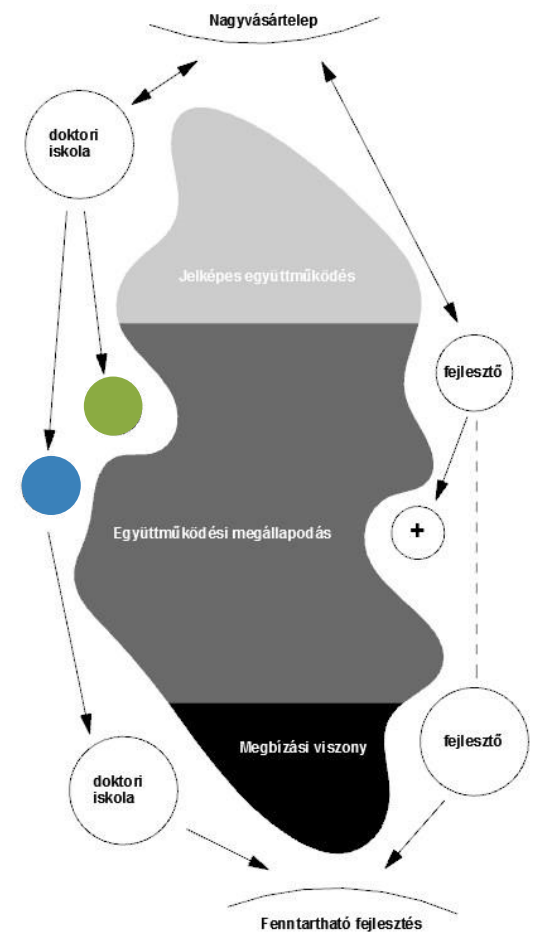 Nagyvásártelep
doktori
iskola
Jelképes együttműködés
fejlesztő
Együttműködési megállapodás
+
Megbízási viszony
fejlesztő
doktori
iskola
Fenntartható fejlesztés